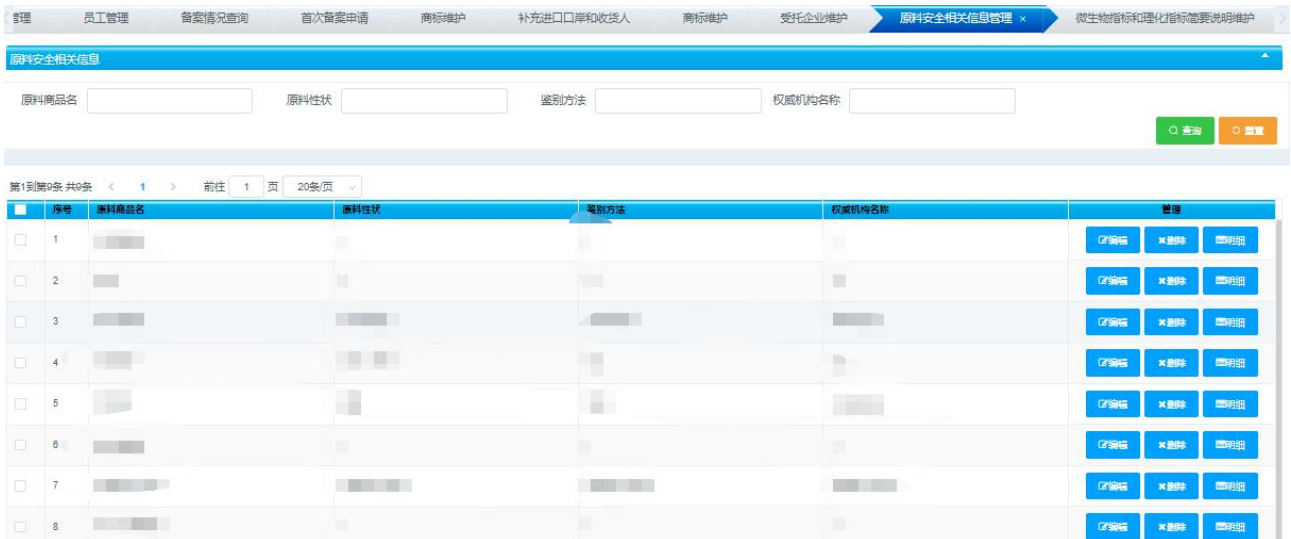 管理 员工管理 备案情况查询 首次备案申请 商标维护 补充进口口岸和收货人 商标维护 受托企业维护 原料安全相关信息管理 × 微生物指标和理化指标简要说明维护
原料安全相关信息
原料商品名 原料性状 鉴别方法 权威机构名称
查询 重置
第1到第9条 共9条 < 1 > 前往 1 页 20条/页
序号 原料商品名 原料性状 鉴别方法 权威机构名称 管理
1 编辑 删除 明细
2 编辑 删除 明细
3 编辑 删除 明细
4 编辑 删除 明细
5 编辑 删除 明细
6 编辑 删除 明细
7 编辑 删除 明细
8 编辑 删除 明细